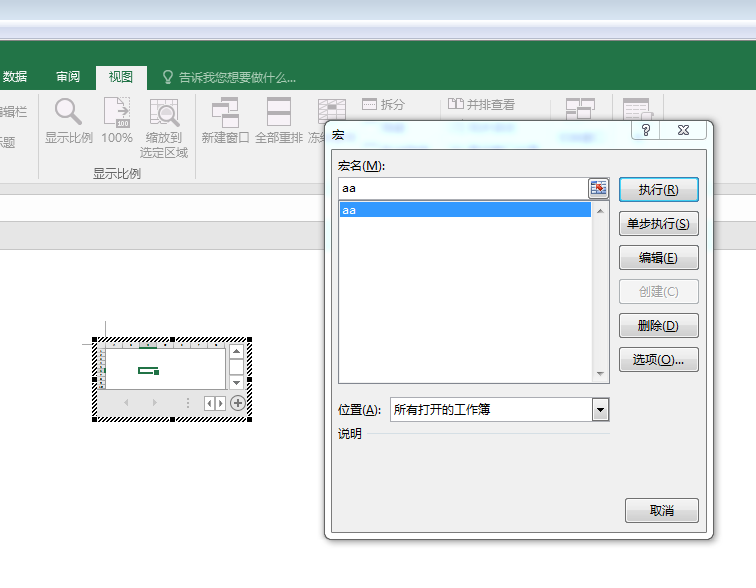 数据 审阅 视图 告诉我您想要做什么...
编辑栏
显示比例 100% 缩放到
选定区域
新建窗口 全部重排
拆分
并排查看
显示比例
宏
宏名(M):
aa
aa
执行(R)
单步执行(S)
编辑(E)
创建(C)
删除(D)
选项(O)...
位置(A): 所有打开的工作簿
说明
取消